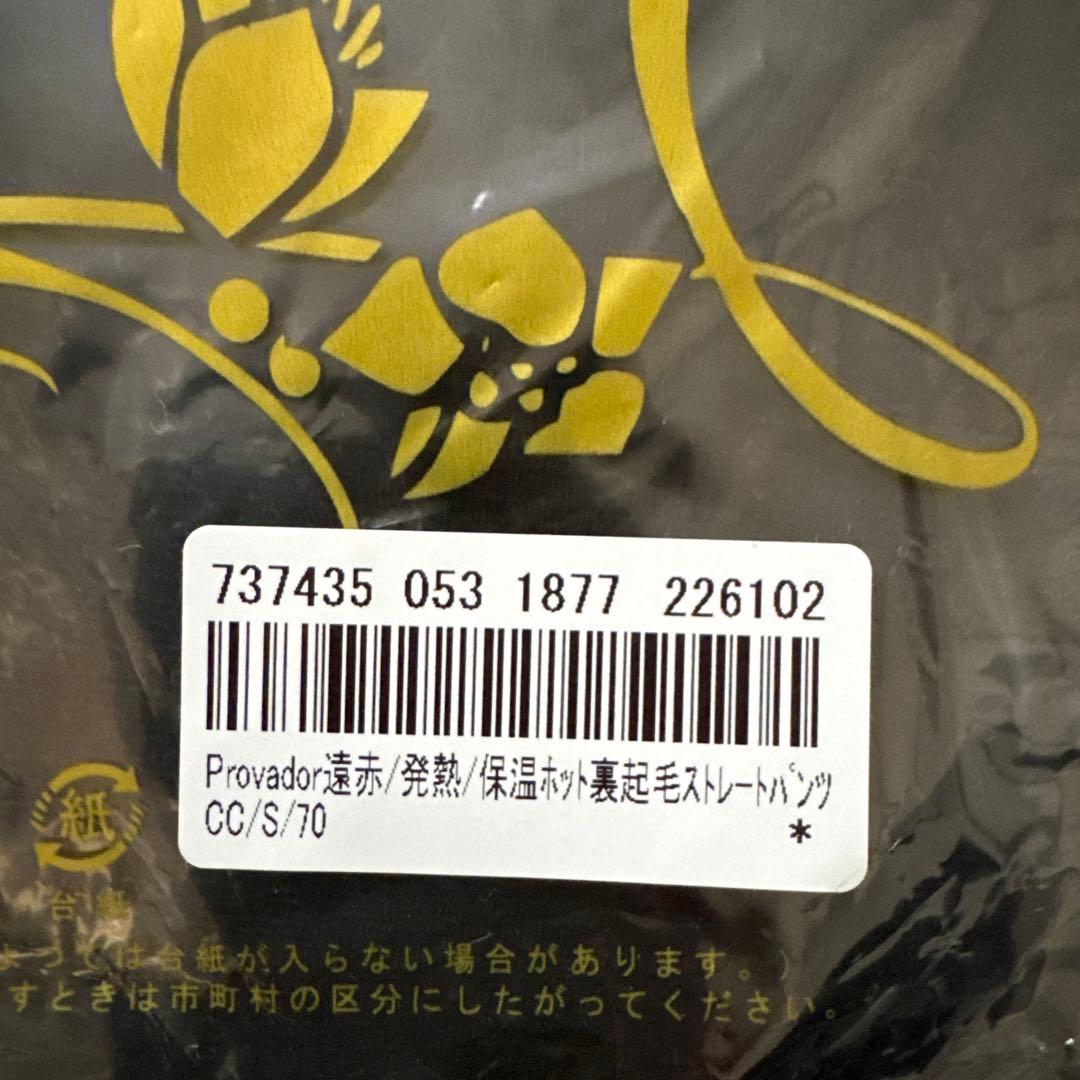 737435 053 1877 226102
Provador遠赤/発熱/保温ホット裏起毛ストレートパンツ
CC/S/70
*
紙
台紙
よっては台紙が入らない場合があります。)
すときは市町村の区分にしたがってください。